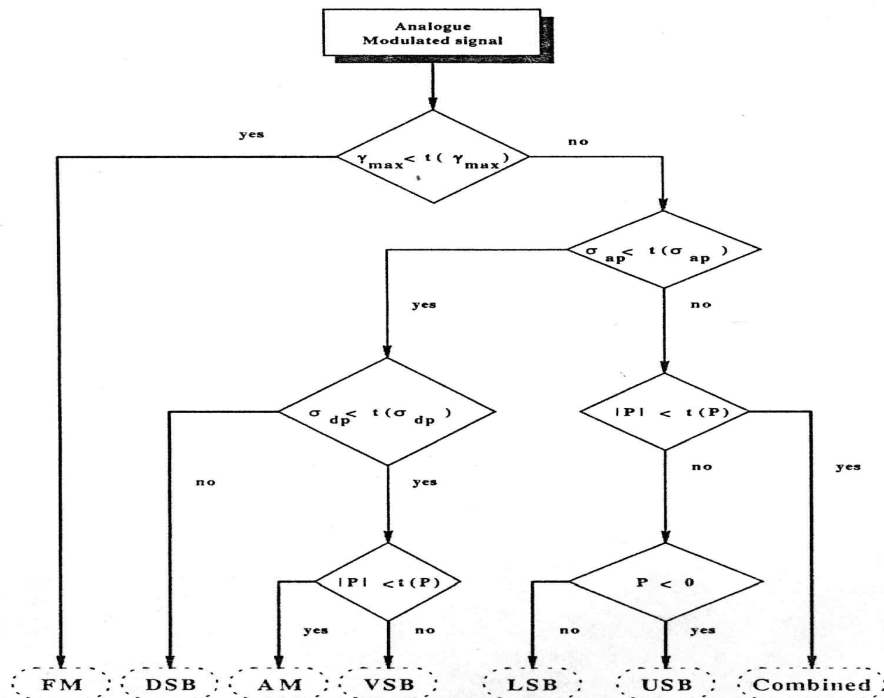 Analogue
Modulated signal
yes
no
γmax < t( γmax)
σap < t(σap )
yes
no
σdp < t(σdp )
|P| < t(P)
no
yes
no
yes
|P| < t(P)
P < 0
yes
no
no
yes
FM
DSB
AM
VSB
LSB
USB
Combined